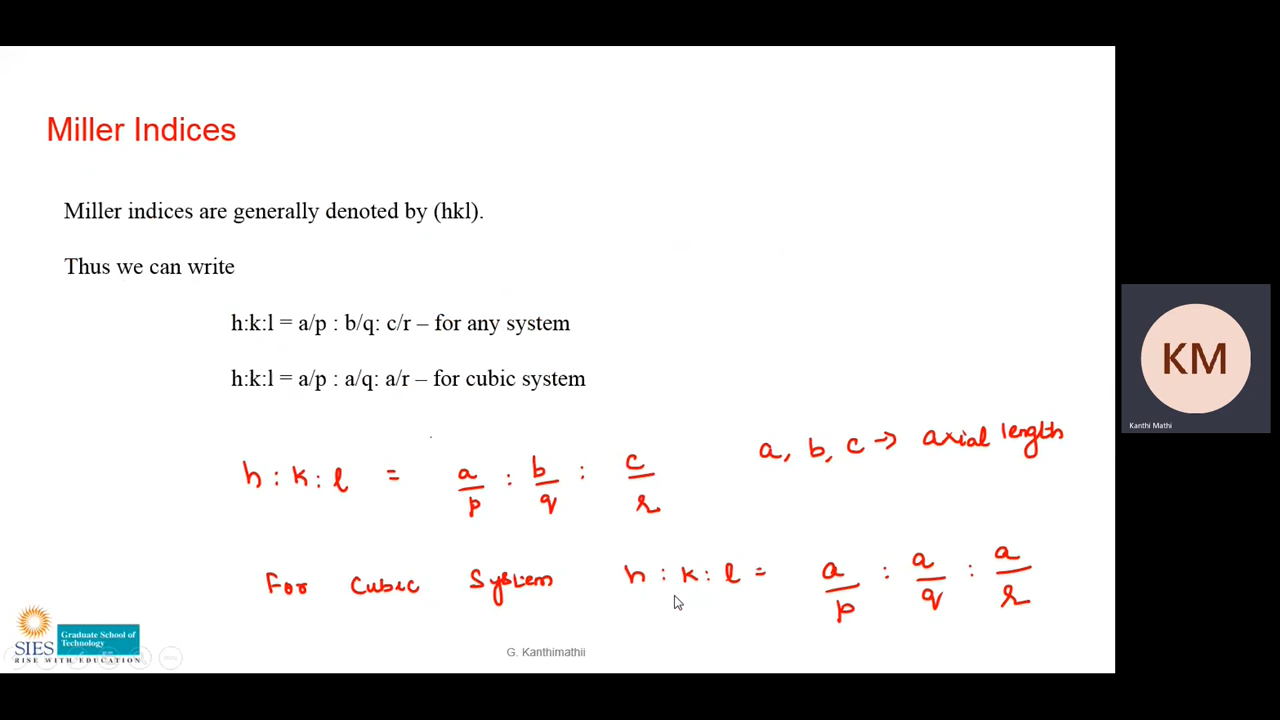 Miller Indices
Miller indices are generally denoted by (hkl).
Thus we can write
h:k:l = a/p : b/q: c/r – for any system
h:k:l = a/p : a/q: a/r – for cubic system
a, b, c → axial length
h : k : l = a/p : b/q : c/r
For Cubic System h : k : l = a/p : a/q : a/r
SIES Graduate School of
Technology
RISE WITH EDUCATION
G. Kanthimathii
KM
Kanthi Mathi